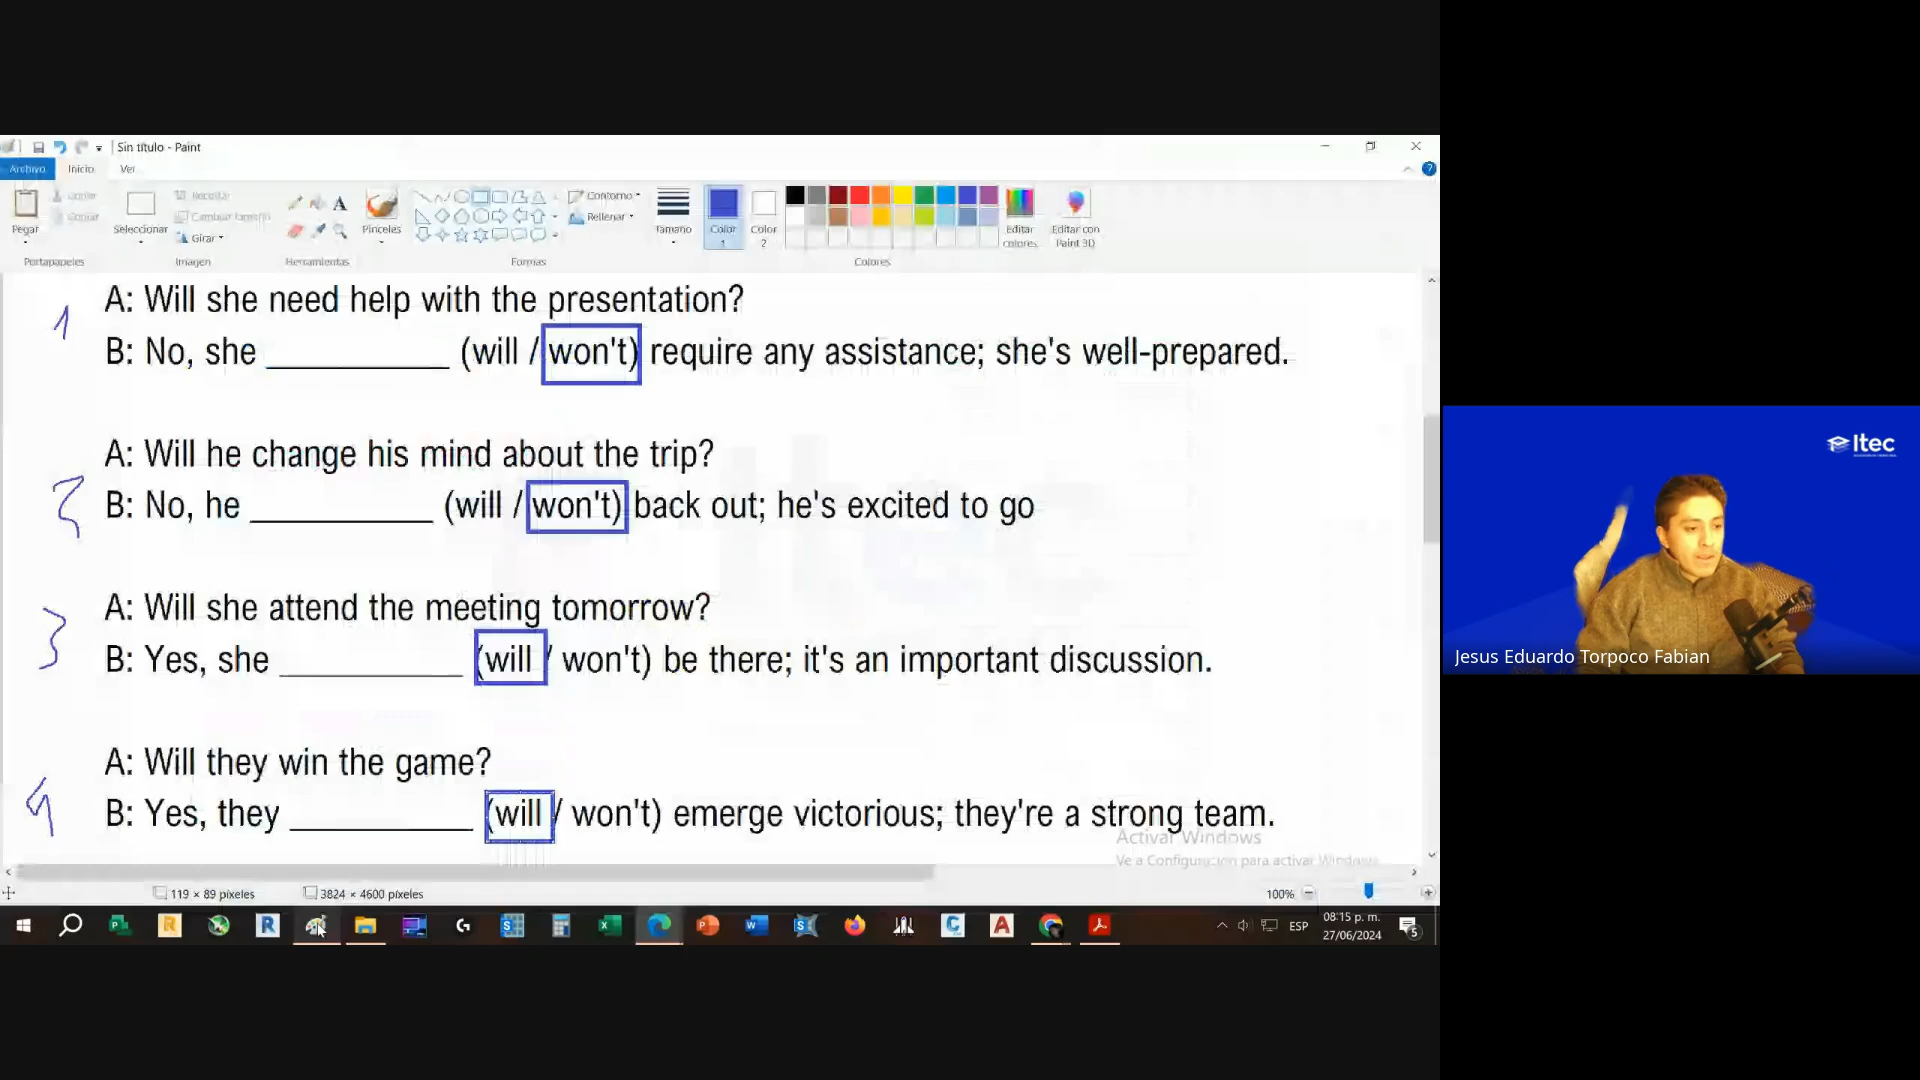 Sin título - Paint
Archivo Inicio Ver
Pegar
Cortar
Copiar
Portapapeles
Seleccionar
Recortar
Cambiar tamaño
Girar
Imagen
A
Herramientas
Pinceles
Contorno
Rellenar
Formas
Tamaño
Color 1
Color 2
Colores
Editar colores
Editar con Paint 3D
1
A: Will she need help with the presentation?
B: No, she __________ (will / won't) require any assistance; she's well-prepared.
2
A: Will he change his mind about the trip?
B: No, he __________ (will / won't) back out; he's excited to go
3
A: Will she attend the meeting tomorrow?
B: Yes, she __________ (will / won't) be there; it's an important discussion.
4
A: Will they win the game?
B: Yes, they __________ (will / won't) emerge victorious; they're a strong team.
Activar Windows
Ve a Configuración para activar Windows.
119 × 89 píxeles
3824 × 4600 píxeles
100%
ESP
08:15 p. m.
27/06/2024
5
Itec
Jesus Eduardo Torpoco Fabian